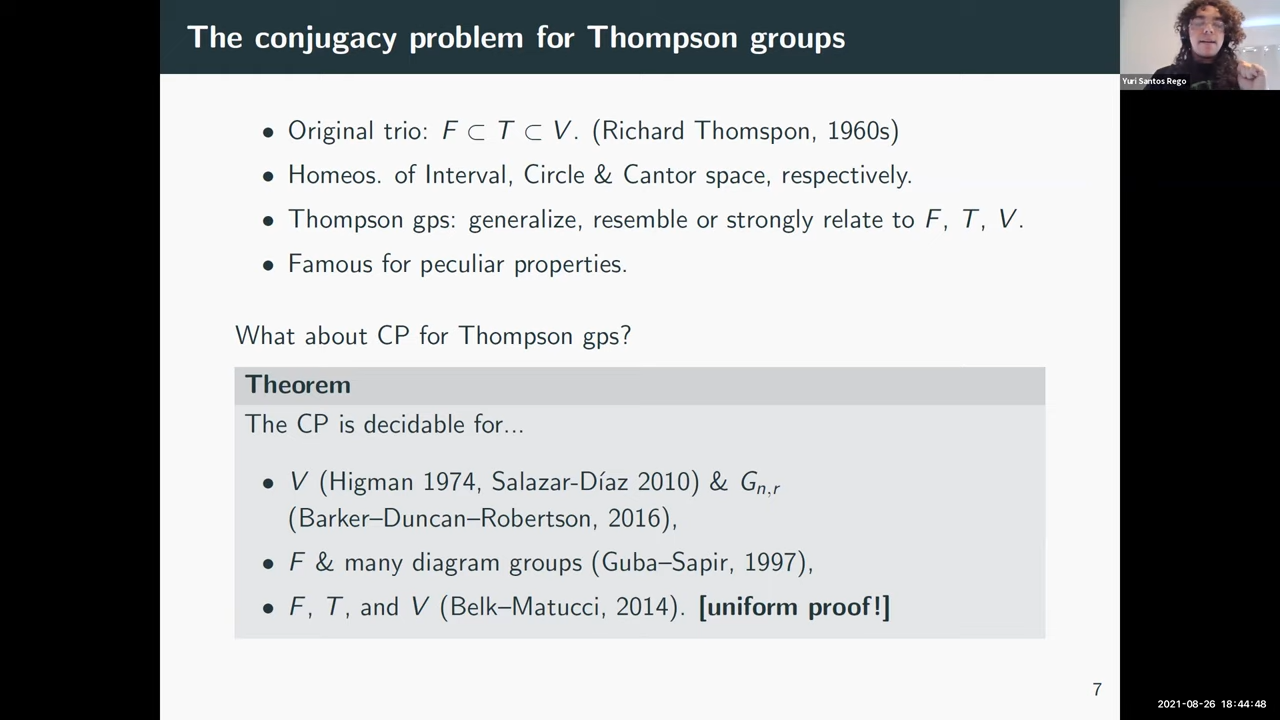 The conjugacy problem for Thompson groups
Yuri Santos Rego
• Original trio: F ⊂ T ⊂ V. (Richard Thomspon, 1960s)
• Homeos. of Interval, Circle & Cantor space, respectively.
• Thompson gps: generalize, resemble or strongly relate to F, T, V.
• Famous for peculiar properties.
What about CP for Thompson gps?
Theorem
The CP is decidable for...
• V (Higman 1974, Salazar-Díaz 2010) & Gₙ,ᵣ
(Barker–Duncan–Robertson, 2016),
• F & many diagram groups (Guba–Sapir, 1997),
• F, T, and V (Belk–Matucci, 2014). [uniform proof!]
7
2021-08-26 18:44:48